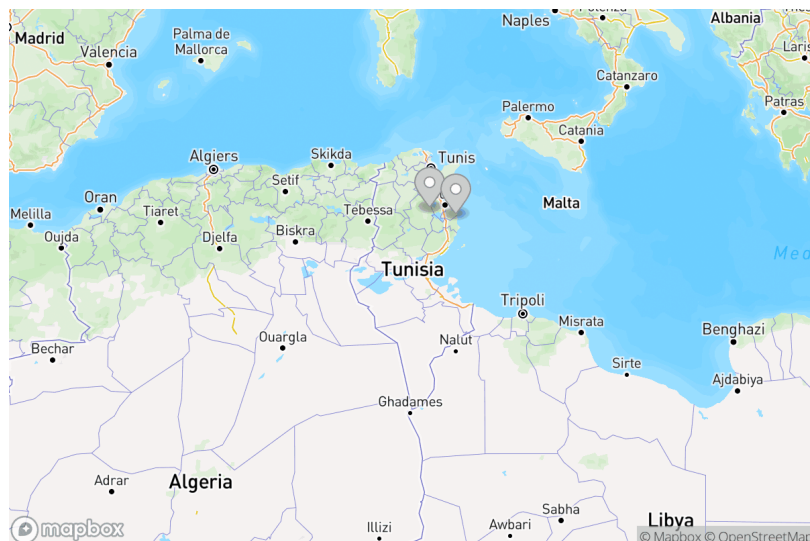 Naples
Potenza
Albania
Madrid
Palma de
Mallorca
Valencia
Laris
Catanzaro
Patras
Palermo
Catania
Algiers
Skikda
Tunis
Oran
Setif
Malta
Melilla
Tiaret
Tebessa
Oujda
Djelfa
Biskra
Med
Tunisia
Tripoli
Misrata
Benghazi
Ouargla
Nalut
Bechar
Sirte
Ajdabiya
Ghadames
Adrar
Algeria
Sabha
Illizi
Awbari
Libya
mapbox
© Mapbox © OpenStreetMap